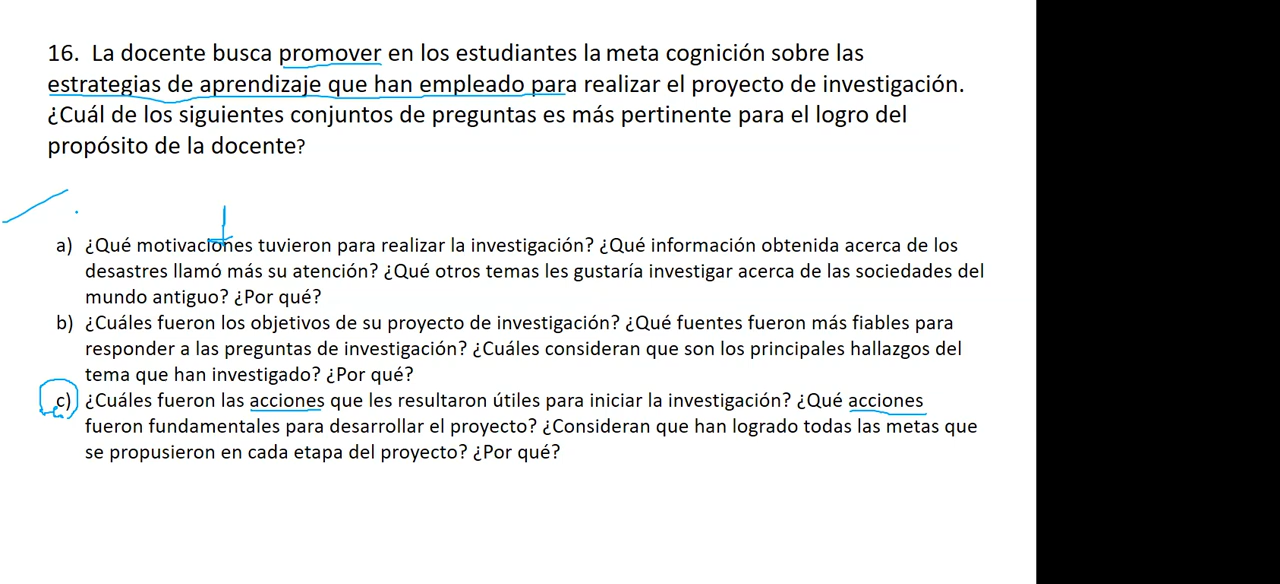 16. La docente busca promover en los estudiantes la meta cognición sobre las
estrategias de aprendizaje que han empleado para realizar el proyecto de investigación.
¿Cuál de los siguientes conjuntos de preguntas es más pertinente para el logro del
propósito de la docente?
a) ¿Qué motivaciones tuvieron para realizar la investigación? ¿Qué información obtenida acerca de los
desastres llamó más su atención? ¿Qué otros temas les gustaría investigar acerca de las sociedades del
mundo antiguo? ¿Por qué?
b) ¿Cuáles fueron los objetivos de su proyecto de investigación? ¿Qué fuentes fueron más fiables para
responder a las preguntas de investigación? ¿Cuáles consideran que son los principales hallazgos del
tema que han investigado? ¿Por qué?
c) ¿Cuáles fueron las acciones que les resultaron útiles para iniciar la investigación? ¿Qué acciones
fueron fundamentales para desarrollar el proyecto? ¿Consideran que han logrado todas las metas que
se propusieron en cada etapa del proyecto? ¿Por qué?